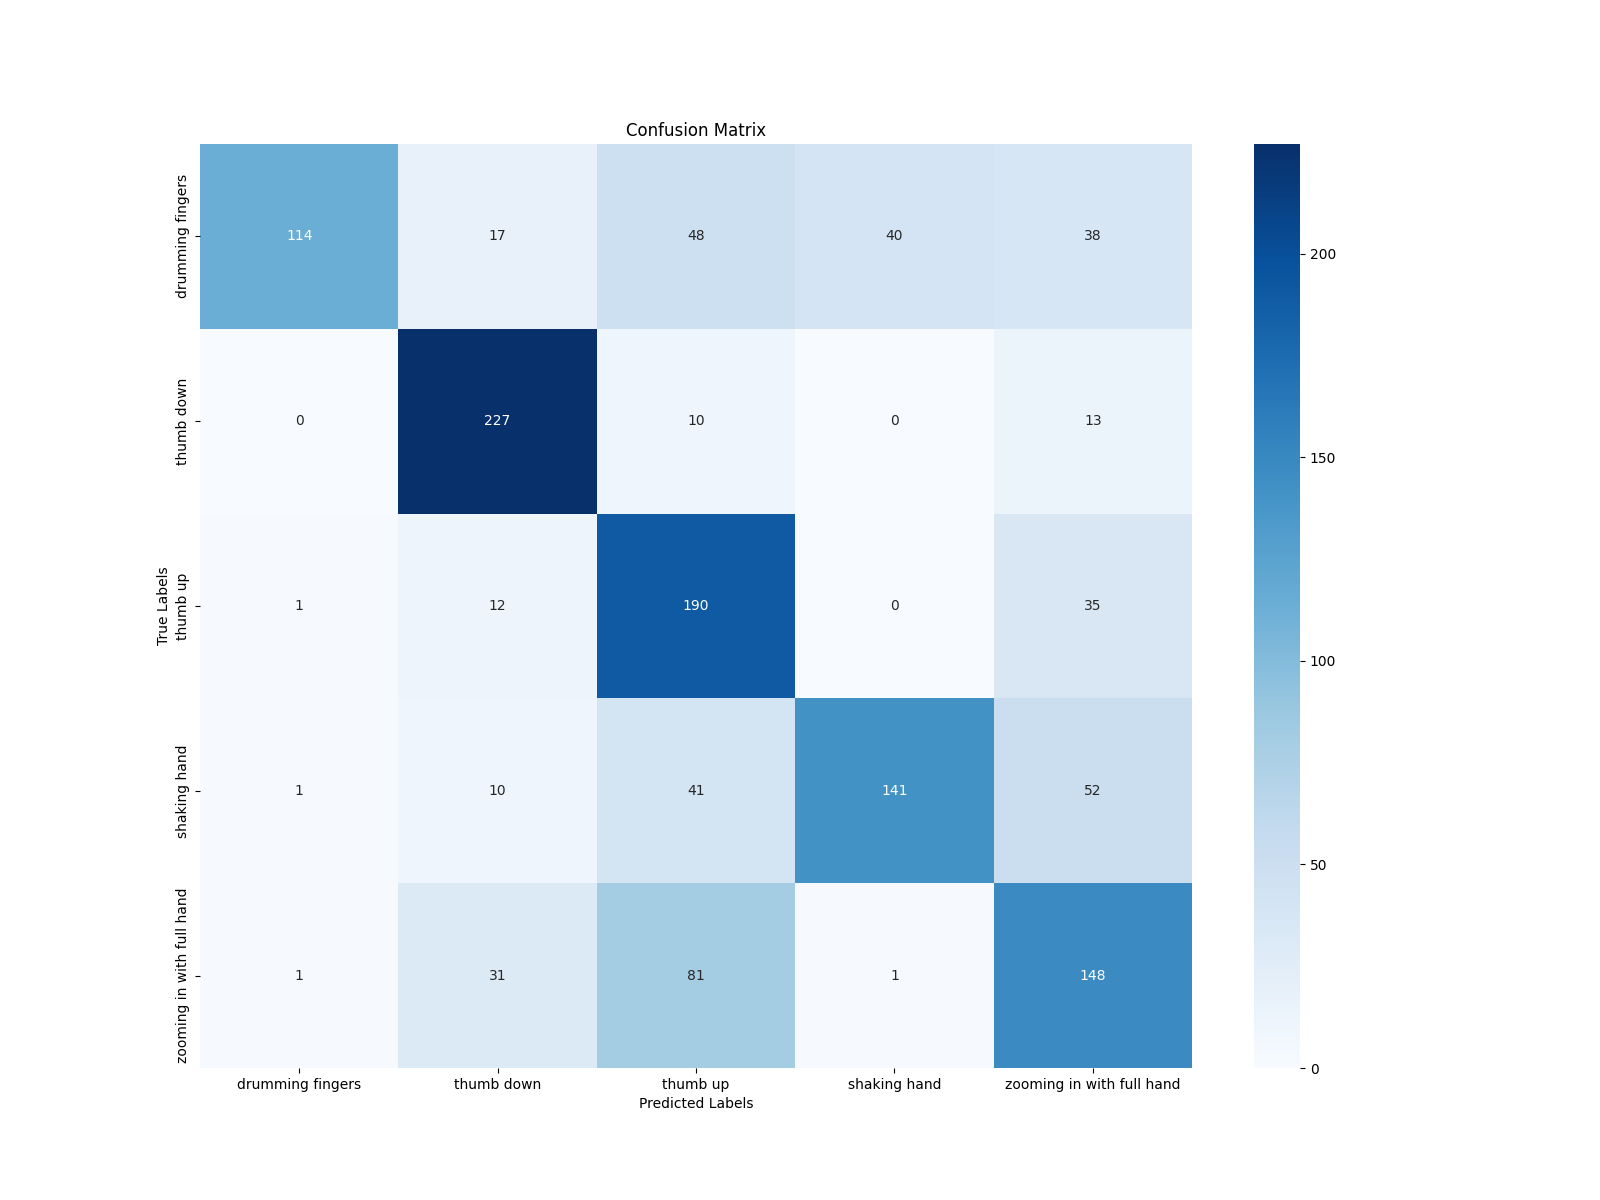 Confusion Matrix
drumming fingers
114 17 48 40 38
thumb down
0 227 10 0 13
thumb up
1 12 190 0 35
shaking hand
1 10 41 141 52
zooming in with full hand
1 31 81 1 148
True Labels
drumming fingers thumb down thumb up shaking hand zooming in with full hand
Predicted Labels
200
150
100
50
0